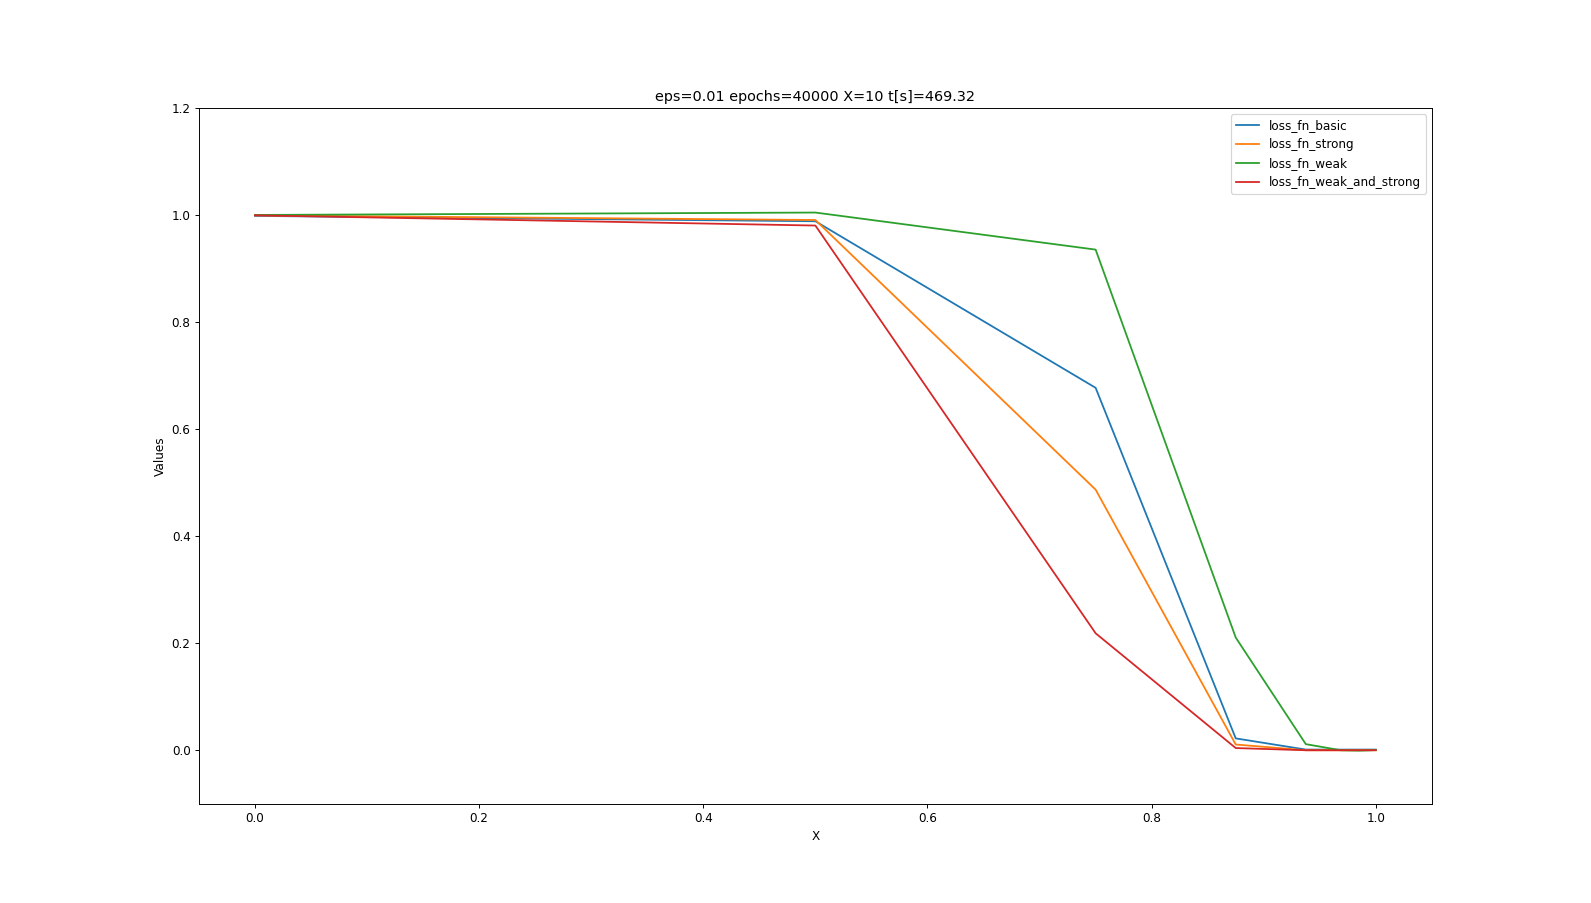 eps=0.01 epochs=40000 X=10 t[s]=469.32
loss_fn_basic
loss_fn_strong
loss_fn_weak
loss_fn_weak_and_strong
1.2
1.0
0.8
0.6
0.4
0.2
0.0
Values
0.0 0.2 0.4 0.6 0.8 1.0
X